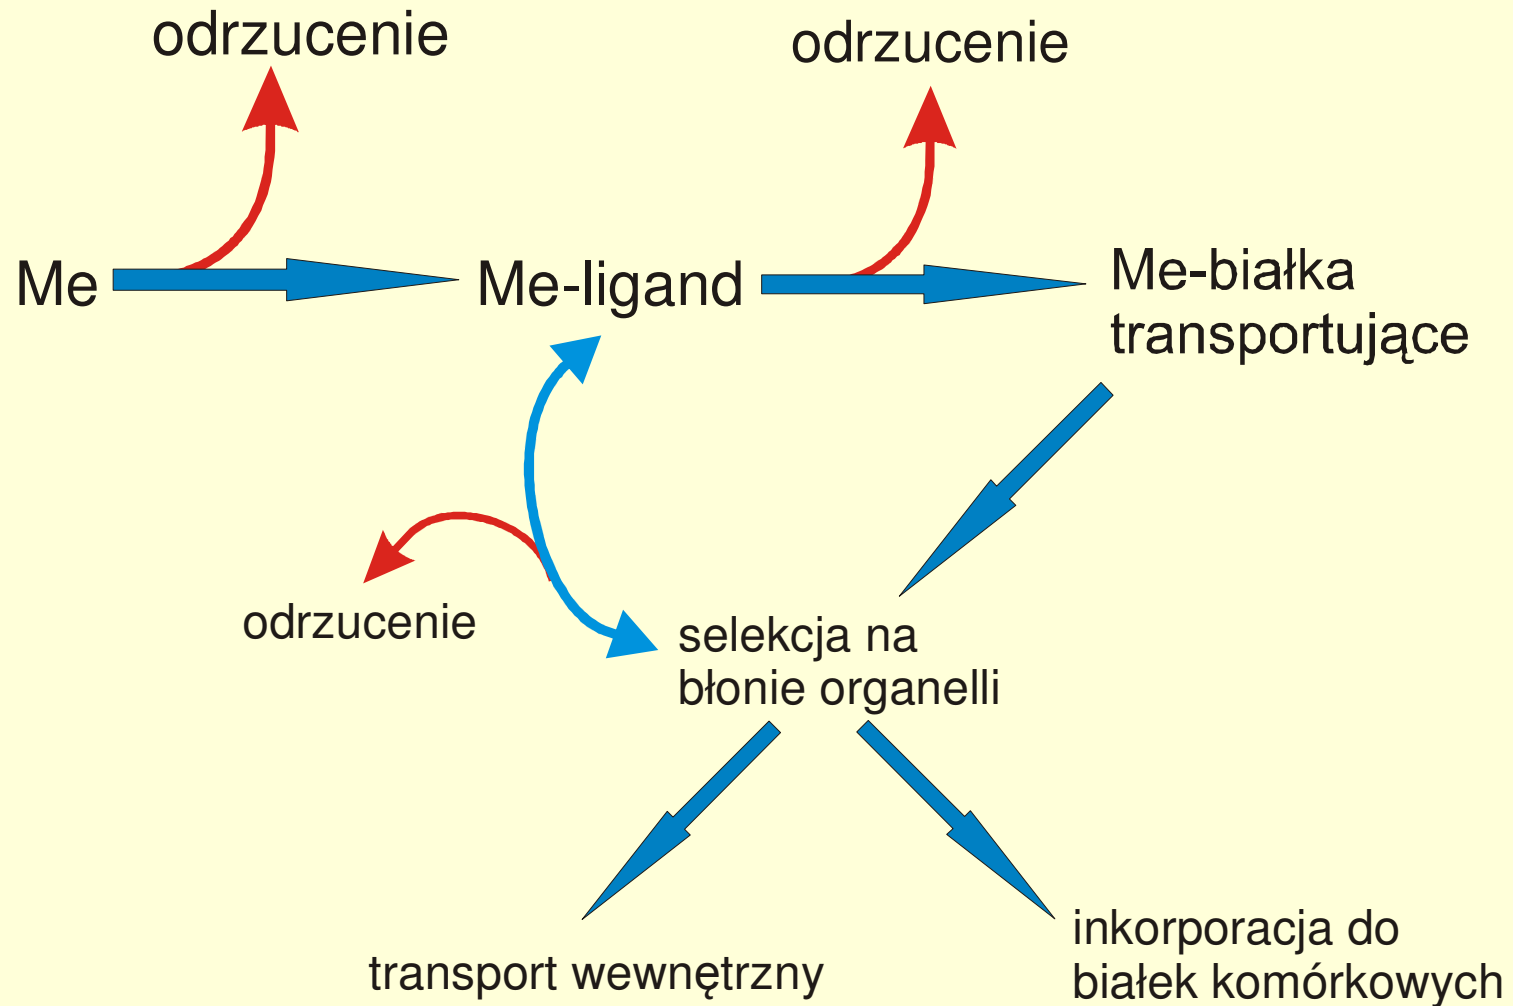 odrzucenie
odrzucenie
Me
Me-ligand
Me-białka
transportujące
odrzucenie
selekcja na
błonie organelli
transport wewnętrzny
inkorporacja do
białek komórkowych